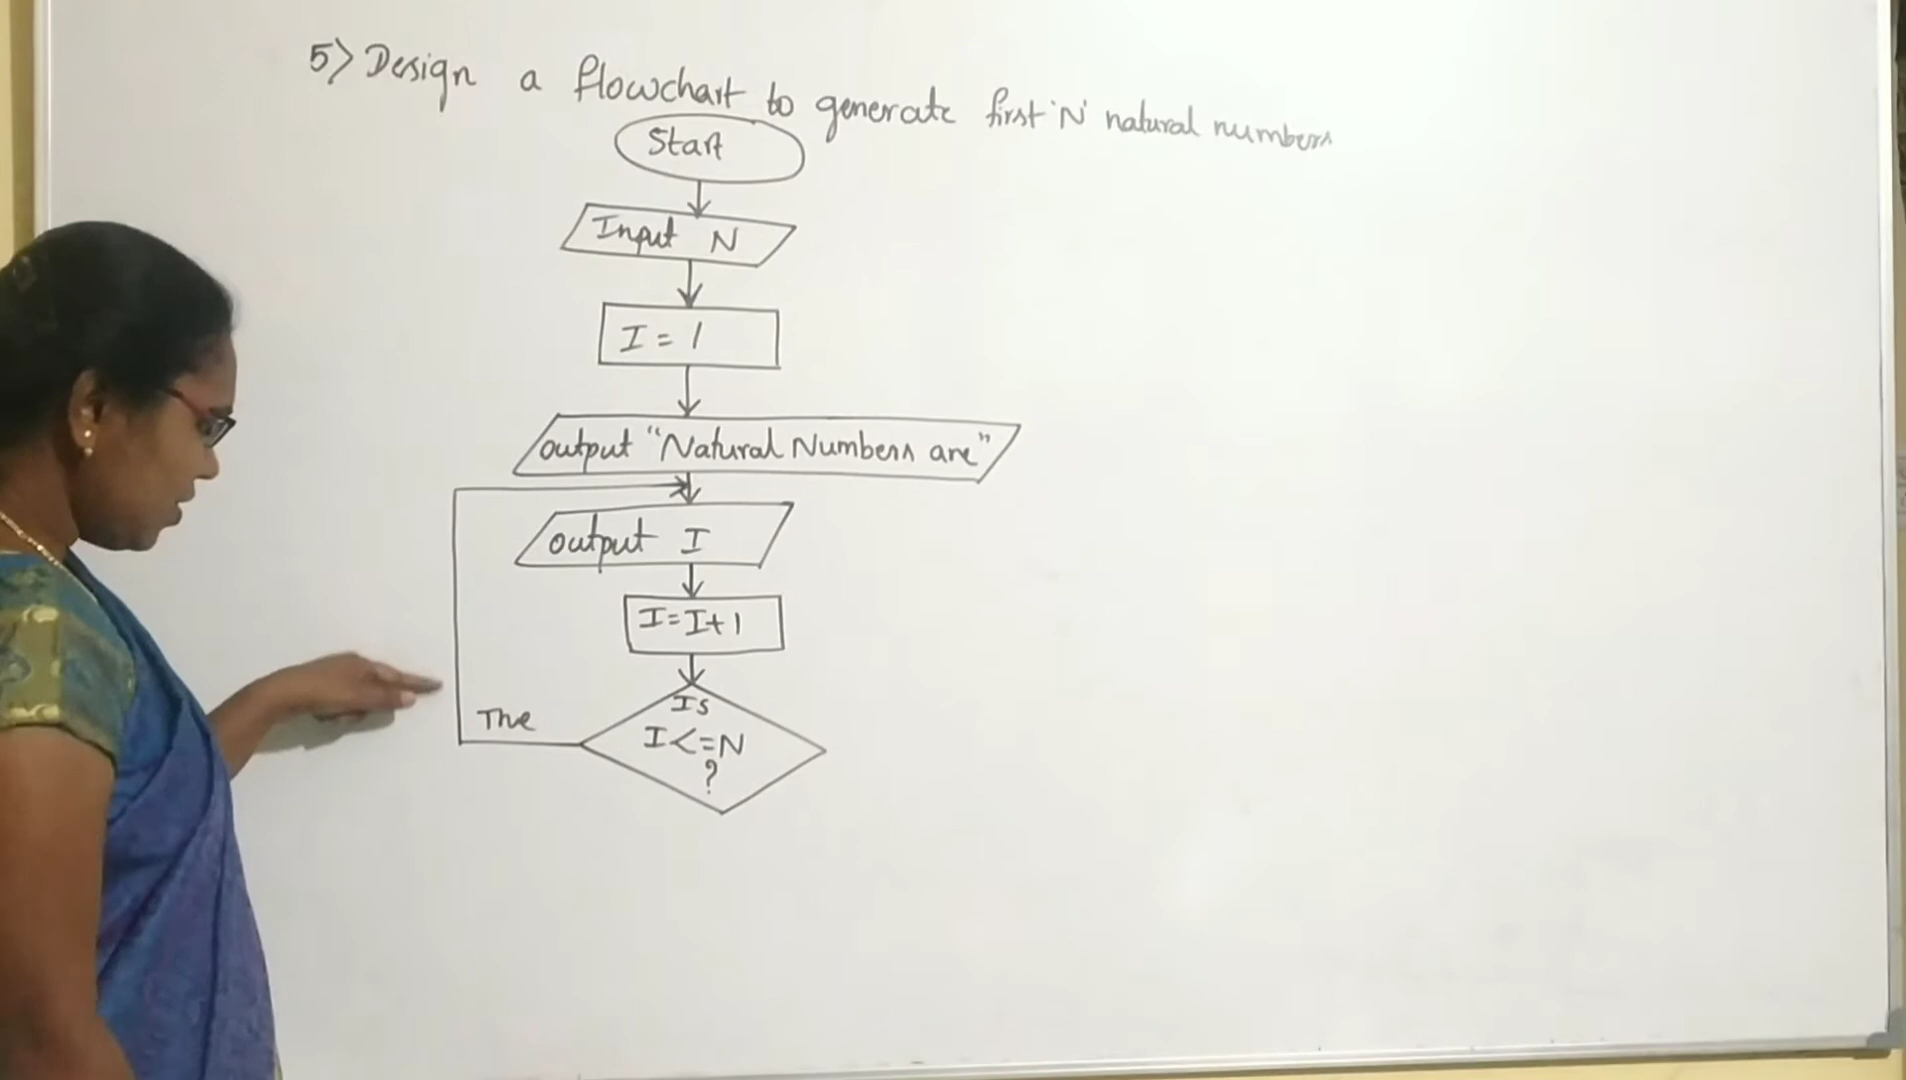 5) Design a flowchart to generate first 'N' natural numbers
Start
Input N
I = 1
output "Natural Numbers are"
output I
I=I+1
Is
I<=N
?
True